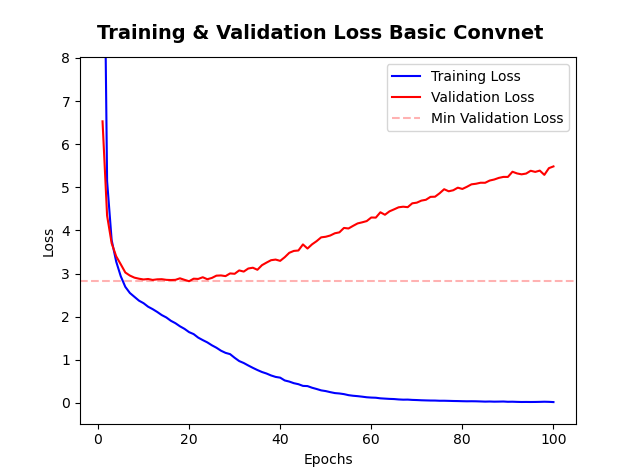 Training & Validation Loss Basic Convnet
Training Loss
Validation Loss
Min Validation Loss
Loss
8
7
6
5
4
3
2
1
0
0 20 40 60 80 100
Epochs